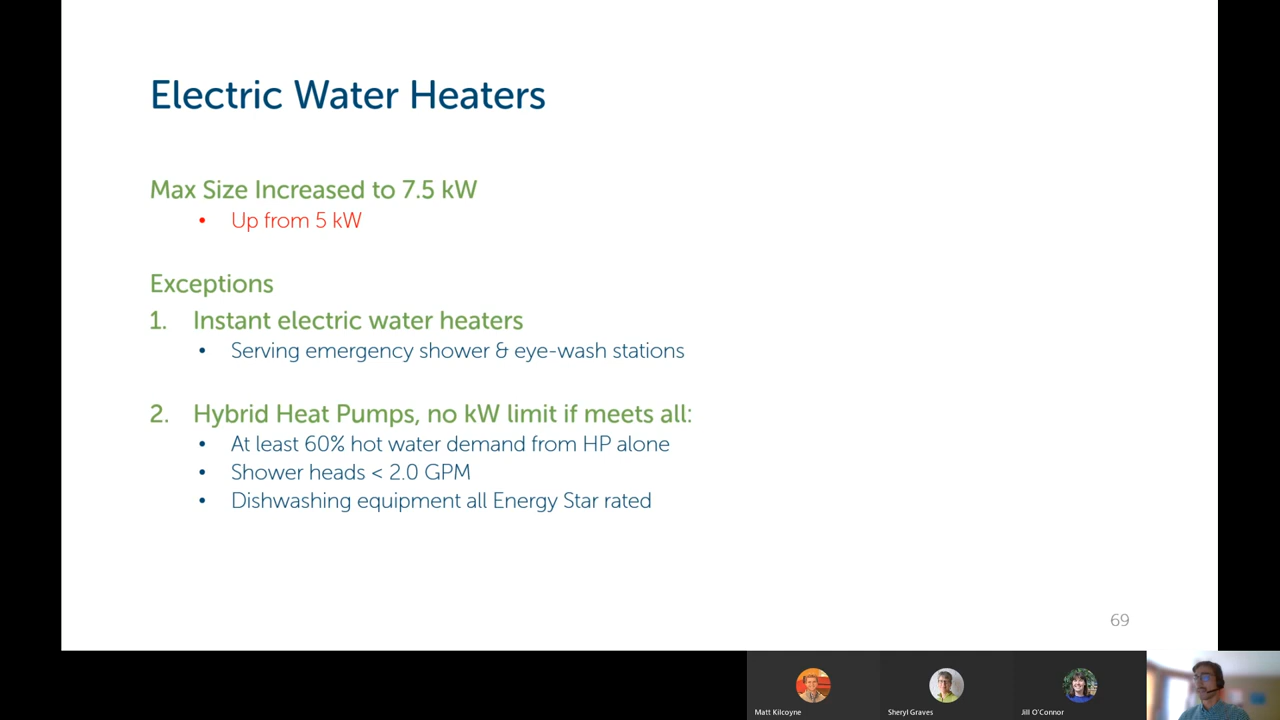 Electric Water Heaters
Max Size Increased to 7.5 kW
• Up from 5 kW
Exceptions
1. Instant electric water heaters
• Serving emergency shower & eye-wash stations
2. Hybrid Heat Pumps, no kW limit if meets all:
• At least 60% hot water demand from HP alone
• Shower heads < 2.0 GPM
• Dishwashing equipment all Energy Star rated
69
Matt Kilcoyne
Sheryl Graves
Jill O'Connor